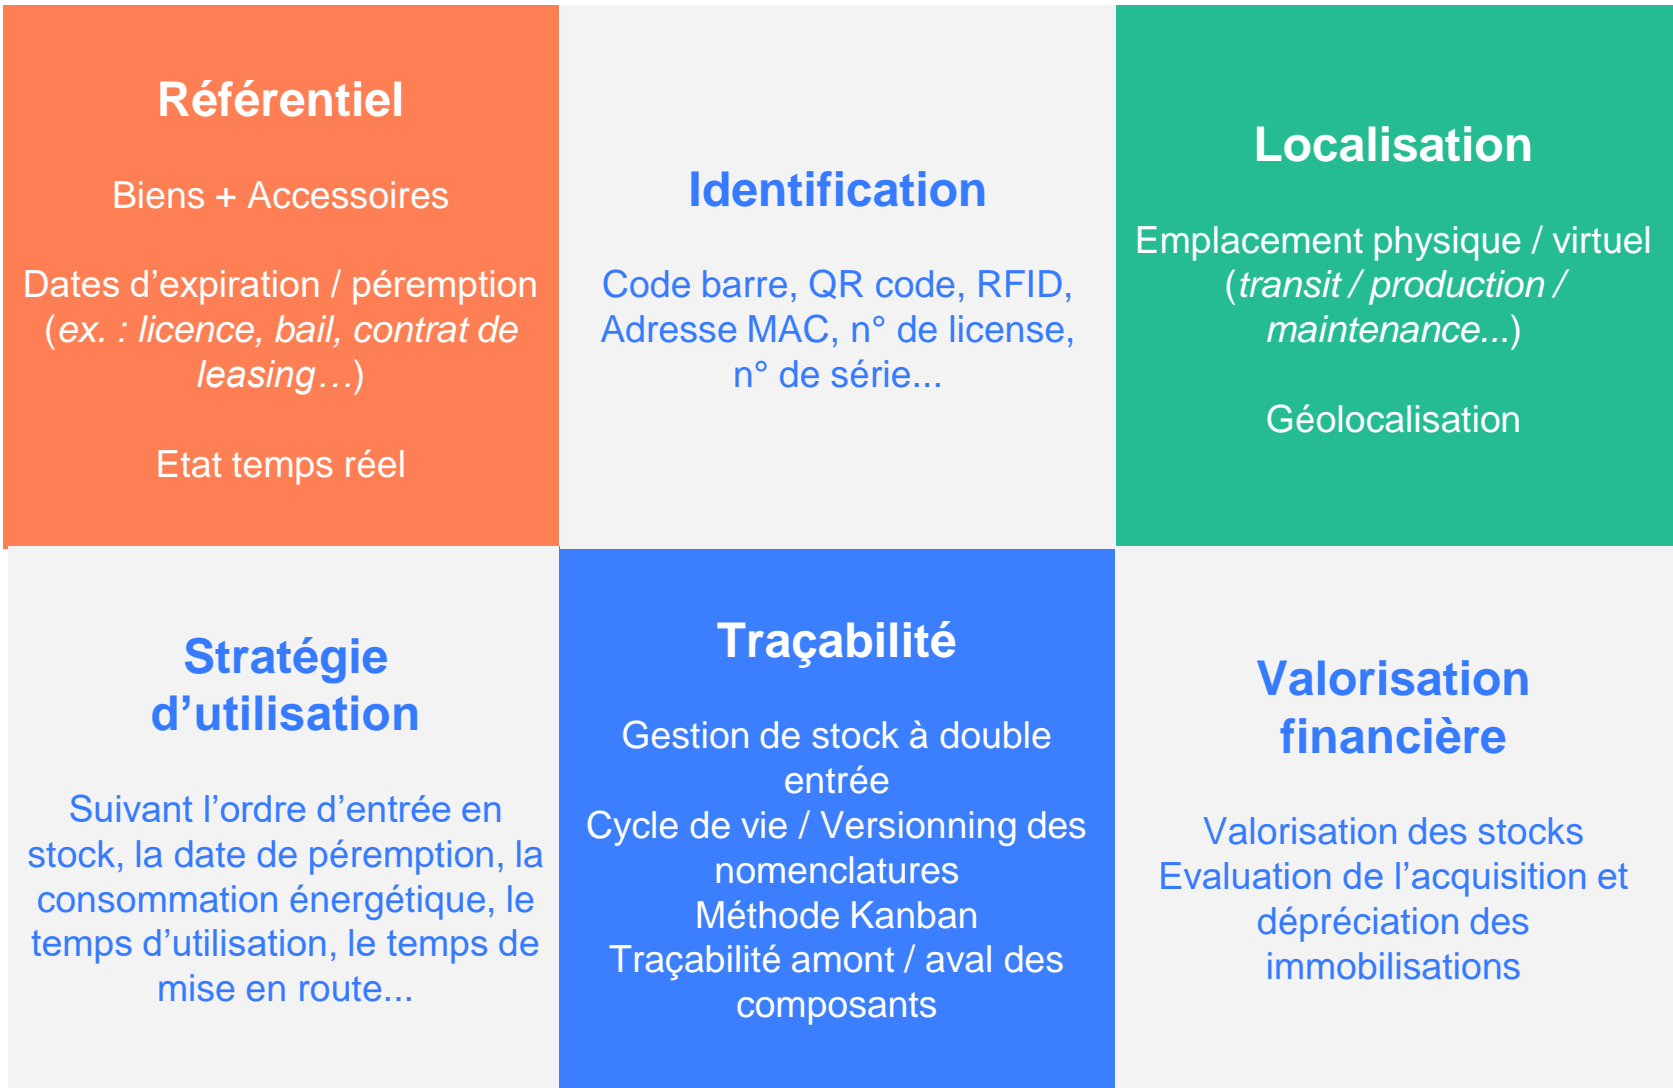 Référentiel
Biens + Accessoires
Dates d’expiration / péremption
(ex. : licence, bail, contrat de
leasing…)
Etat temps réel
Identification
Code barre, QR code, RFID,
Adresse MAC, n° de license,
n° de série...
Localisation
Emplacement physique / virtuel
(transit / production /
maintenance...)
Géolocalisation
Stratégie
d’utilisation
Suivant l’ordre d’entrée en
stock, la date de péremption, la
consommation énergétique, le
temps d’utilisation, le temps de
mise en route...
Traçabilité
Gestion de stock à double
entrée
Cycle de vie / Versionning des
nomenclatures
Méthode Kanban
Traçabilité amont / aval des
composants
Valorisation
financière
Valorisation des stocks
Evaluation de l’acquisition et
dépréciation des
immobilisations